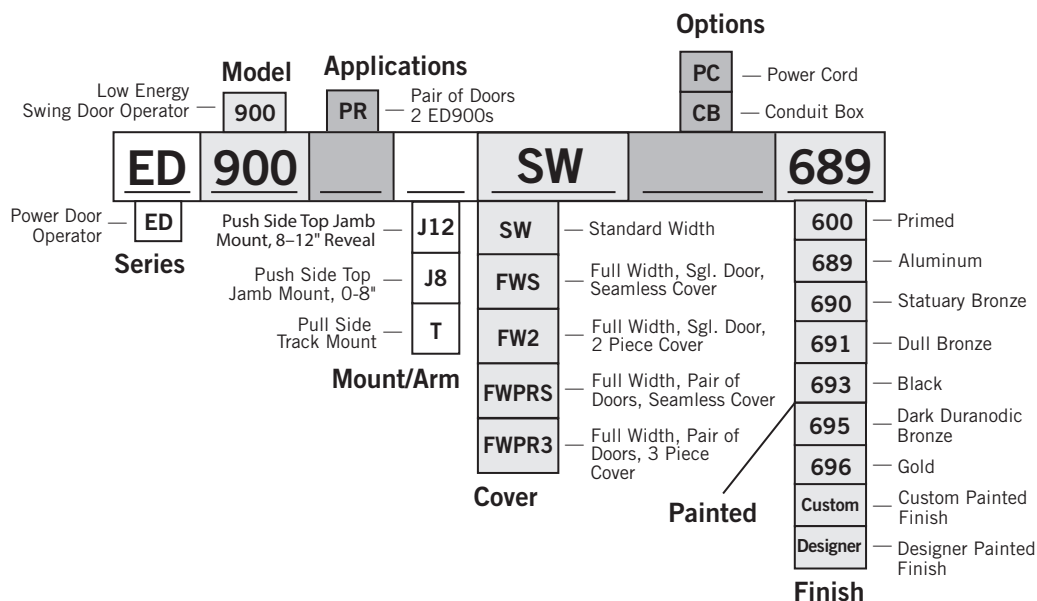 Options
PC
Power Cord
CB
Conduit Box
Model
Low Energy
Swing Door Operator
900
Applications
PR
Pair of Doors
2 ED900s
ED 900 SW 689
Power Door
Operator
ED
Series
Push Side Top Jamb
Mount, 8–12" Reveal
J12
Push Side Top
Jamb Mount, 0-8"
J8
Pull Side
Track Mount
T
Mount/Arm
SW
Standard Width
FWS
Full Width, Sgl. Door,
Seamless Cover
FW2
Full Width, Sgl. Door,
2 Piece Cover
FWPRS
Full Width, Pair of
Doors, Seamless Cover
FWPR3
Full Width, Pair of
Doors, 3 Piece
Cover
Cover
600
Primed
689
Aluminum
690
Statuary Bronze
691
Dull Bronze
693
Black
695
Dark Duranodic
Bronze
696
Gold
Custom
Custom Painted
Finish
Designer
Designer Painted
Finish
Painted
Finish